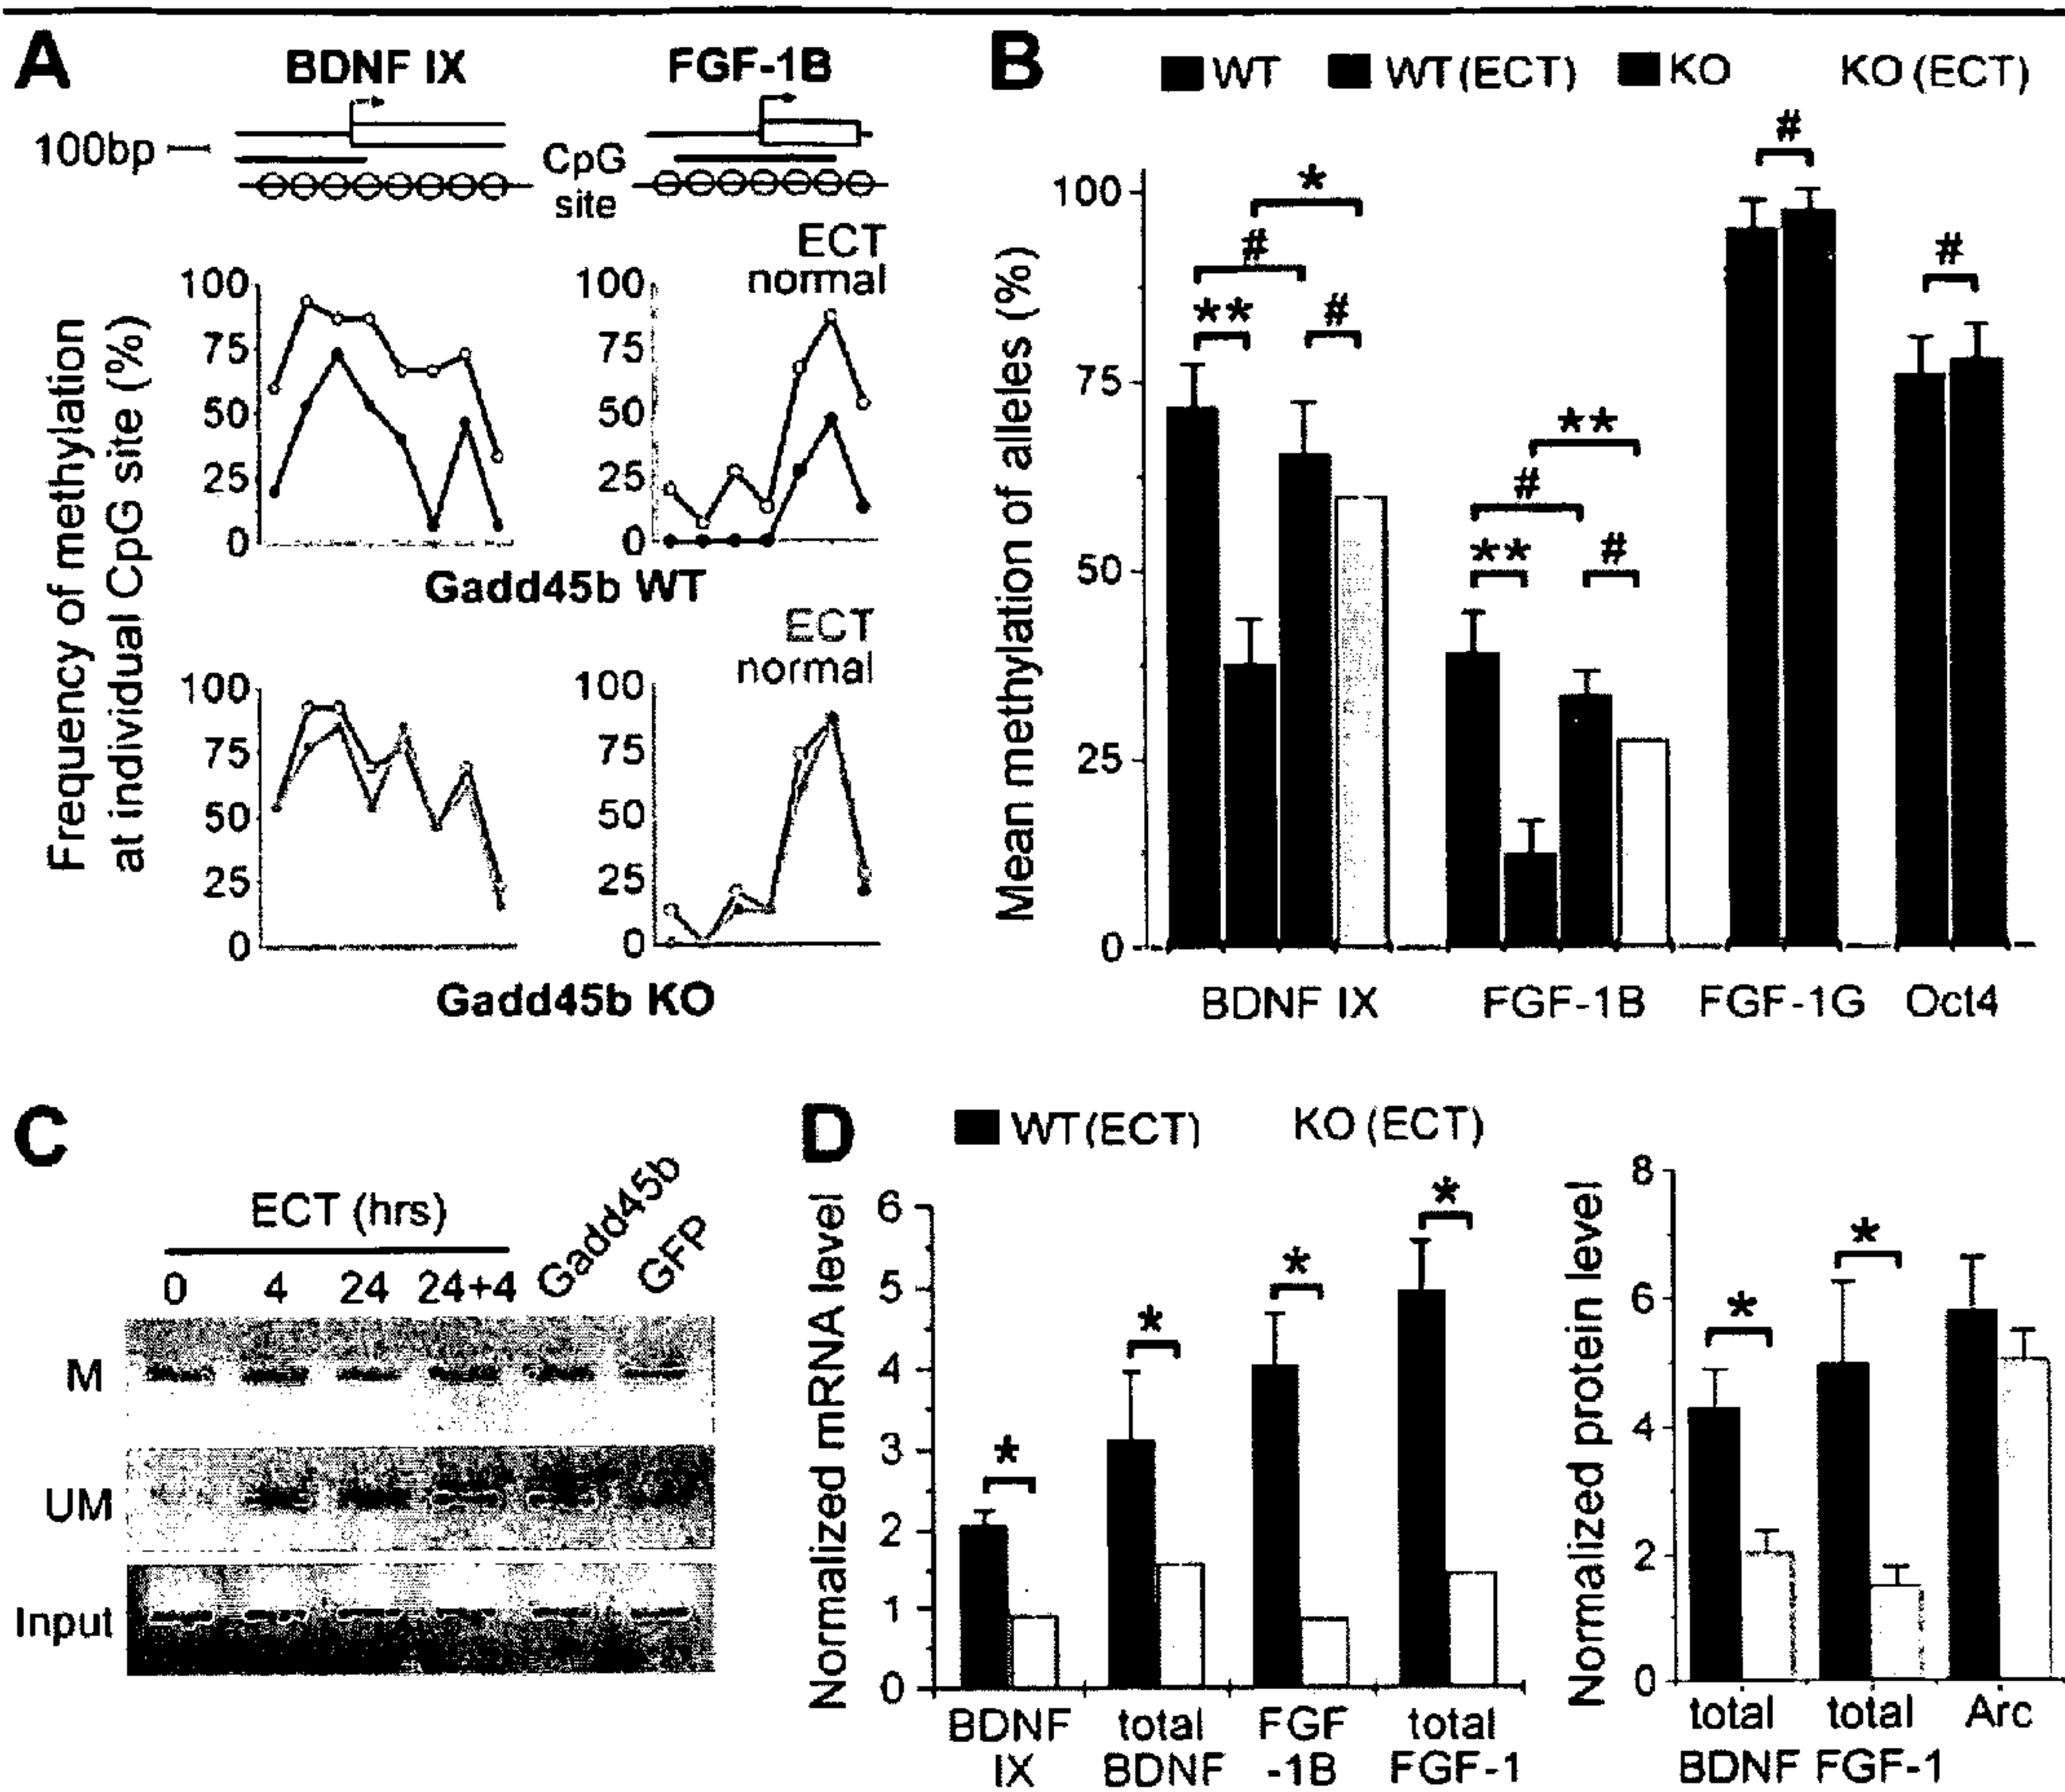 A
BDNF IX
FGF-1B
100bp
CpG
site
ECT
normal
100
75
50
25
0
100
75
50
25
0
Gadd45b WT
ECT
normal
100
75
50
25
0
100
75
50
25
0
Gadd45b KO
Frequency of methylation
at individual CpG site (%)
B
WT WT (ECT) KO KO (ECT)
Mean methylation of alleles (%)
100
75
50
25
0
*
#
**
#
**
#
**
#
#
#
BDNF IX FGF-1B FGF-1G Oct4
C
ECT (hrs)
0 4 24 24+4 Gadd45b GFP
M
UM
Input
D
WT (ECT) KO (ECT)
Normalized mRNA level
6
5
4
3
2
1
0
* * * *
BDNF IX
total BDNF
FGF -1B
total FGF-1
Normalized protein level
8
6
4
2
0
* *
total BDNF
total FGF-1
Arc